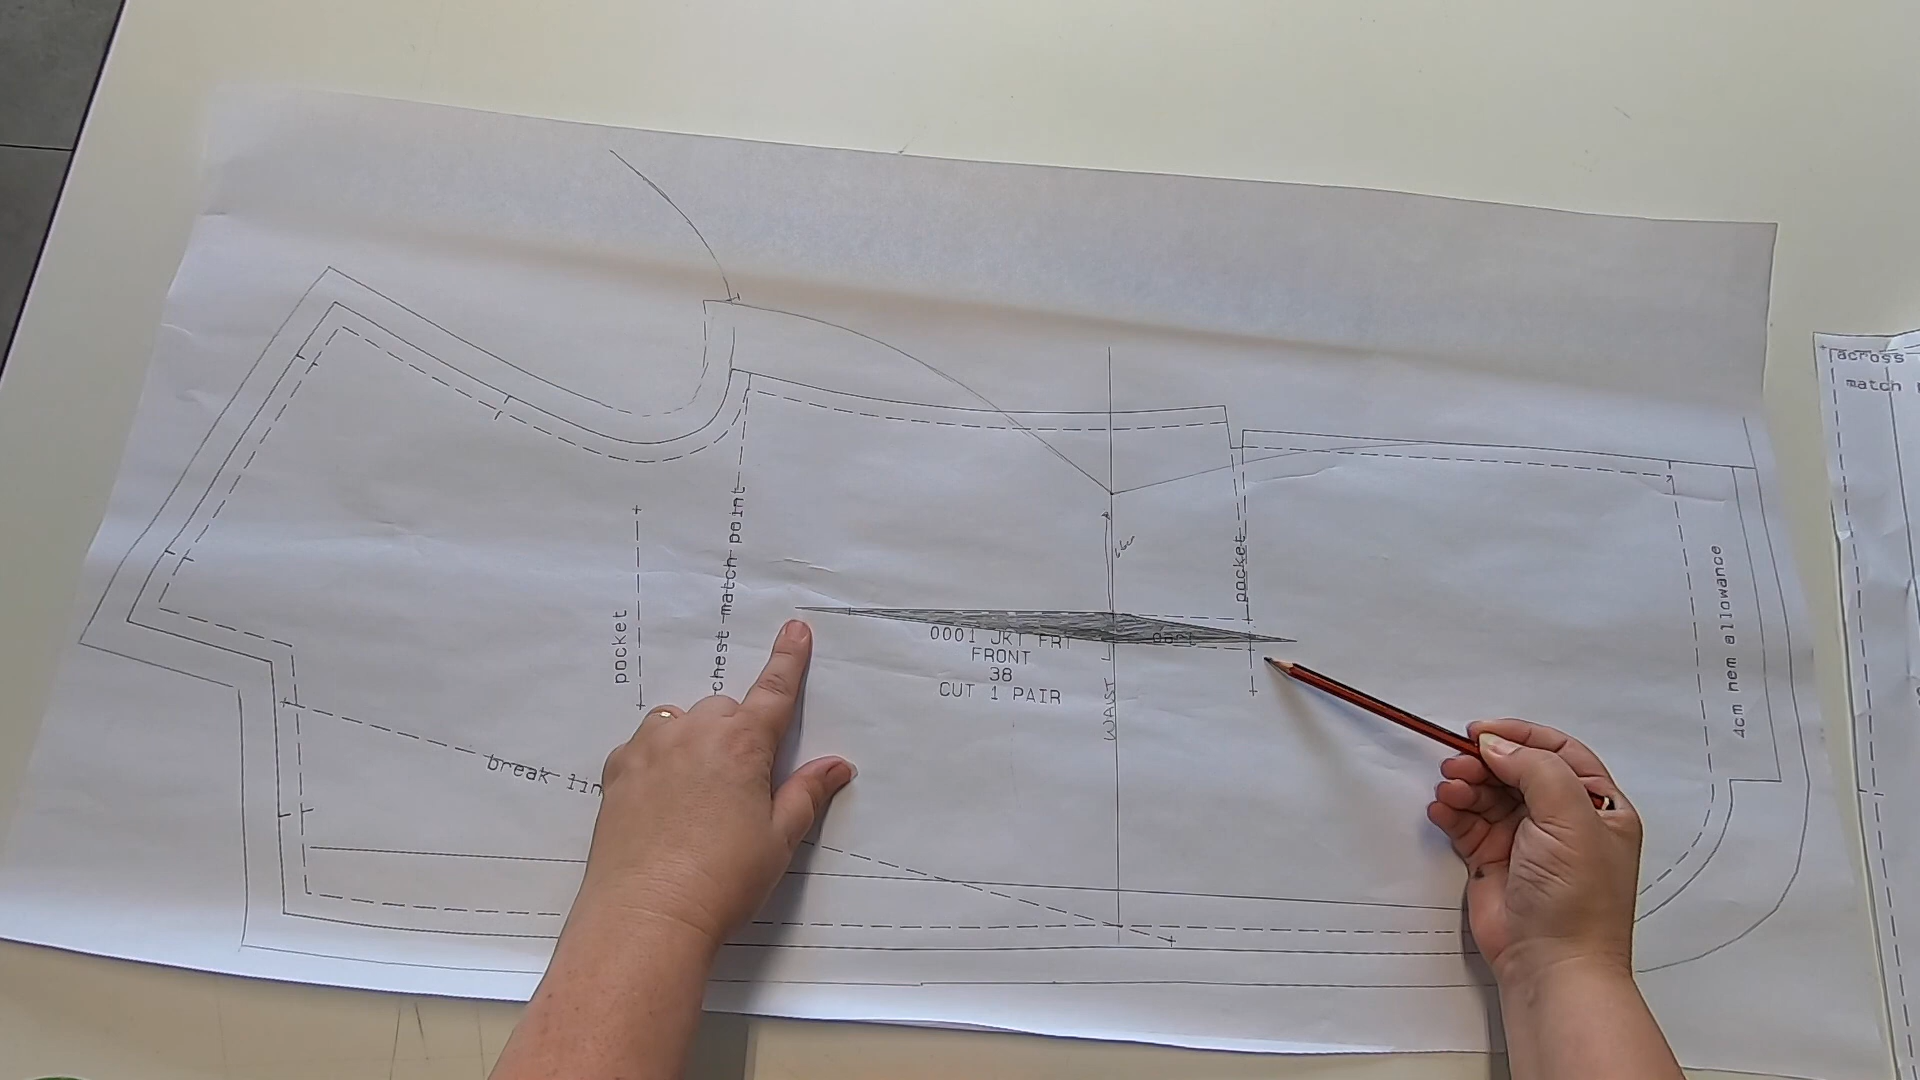 across
match
pocket
chest match point
0001 JKT FRT
FRONT
38
CUT 1 PAIR
WAIST L
pocket
4cm hem allowance
break lin